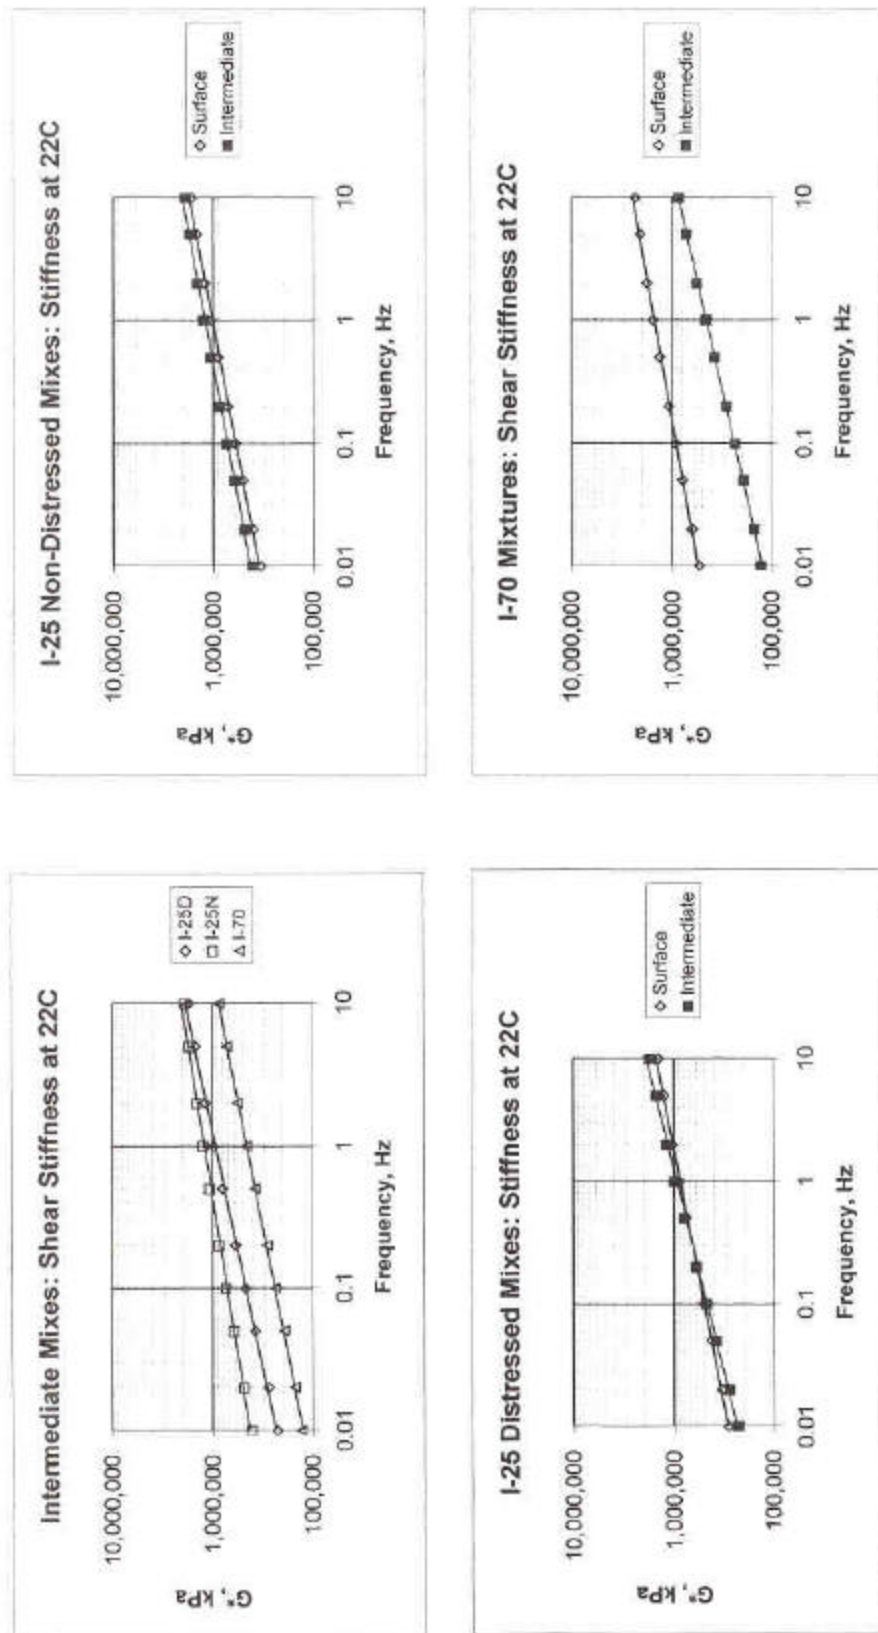 Intermediate Mixes: Shear Stiffness at 22C
10,000,000
1,000,000
100,000
G*, kPa
0.01
0.1
1
10
Frequency, Hz
I-25D
I-25N
I-70
I-25 Non-Distressed Mixes: Stiffness at 22C
10,000,000
1,000,000
100,000
G*, kPa
0.01
0.1
1
10
Frequency, Hz
Surface
Intermediate
I-25 Distressed Mixes: Stiffness at 22C
10,000,000
1,000,000
100,000
G*, kPa
0.01
0.1
1
10
Frequency, Hz
Surface
Intermediate
I-70 Mixtures: Shear Stiffness at 22C
10,000,000
1,000,000
100,000
G*, kPa
0.01
0.1
1
10
Frequency, Hz
Surface
Intermediate